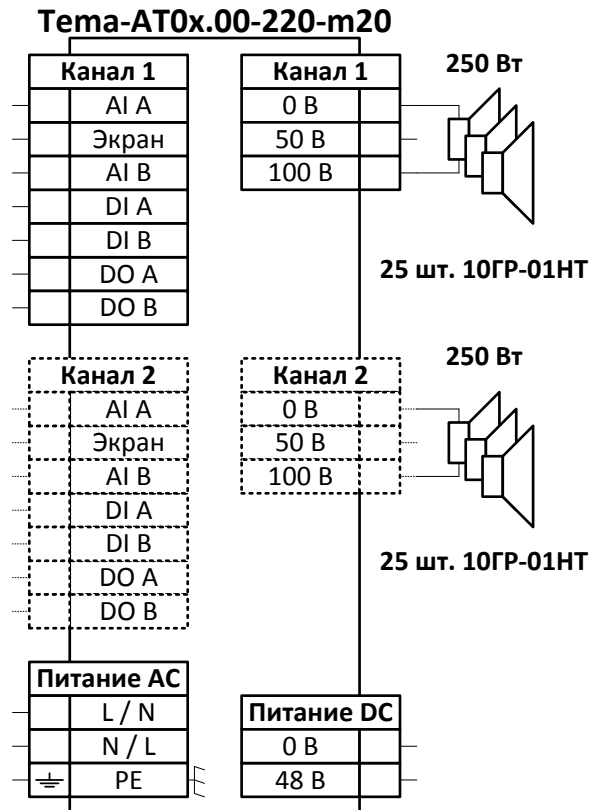 Tema-AT0x.00-220-m20
Канал 1
AI A
Экран
AI B
DI A
DI B
DO A
DO B
Канал 1
0 В
50 В
100 В
250 Вт
25 шт. 10ГР-01НТ
Канал 2
AI A
Экран
AI B
DI A
DI B
DO A
DO B
Канал 2
0 В
50 В
100 В
250 Вт
25 шт. 10ГР-01НТ
Питание AC
L / N
N / L
PE
Питание DC
0 В
48 В